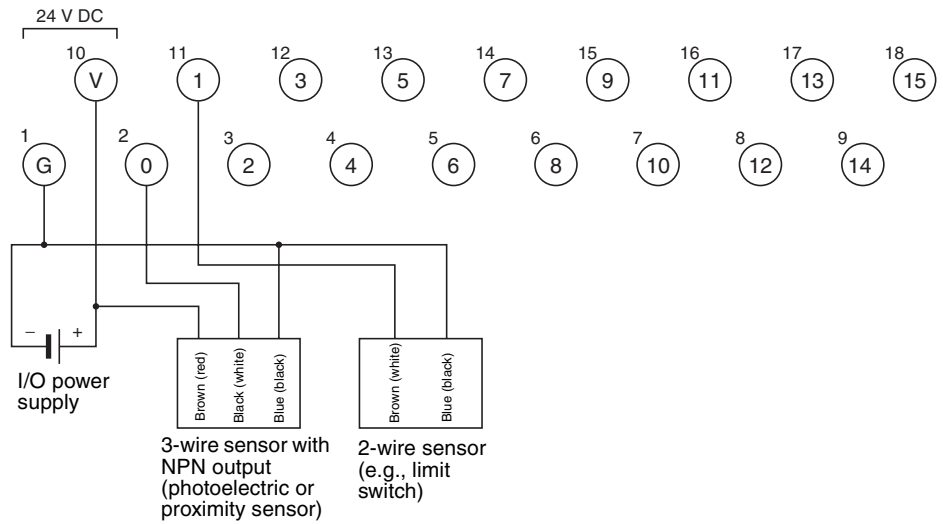 24 V DC
10 11 12 13 14 15 16 17 18
V 1 3 5 7 9 11 13 15
1 2 3 4 5 6 7 8 9
G 0 2 4 6 8 10 12 14
– +
I/O power
supply
Brown (red)
Black (white)
Blue (black)
3-wire sensor with
NPN output
(photoelectric or
proximity sensor)
Brown (white)
Blue (black)
2-wire sensor
(e.g., limit
switch)